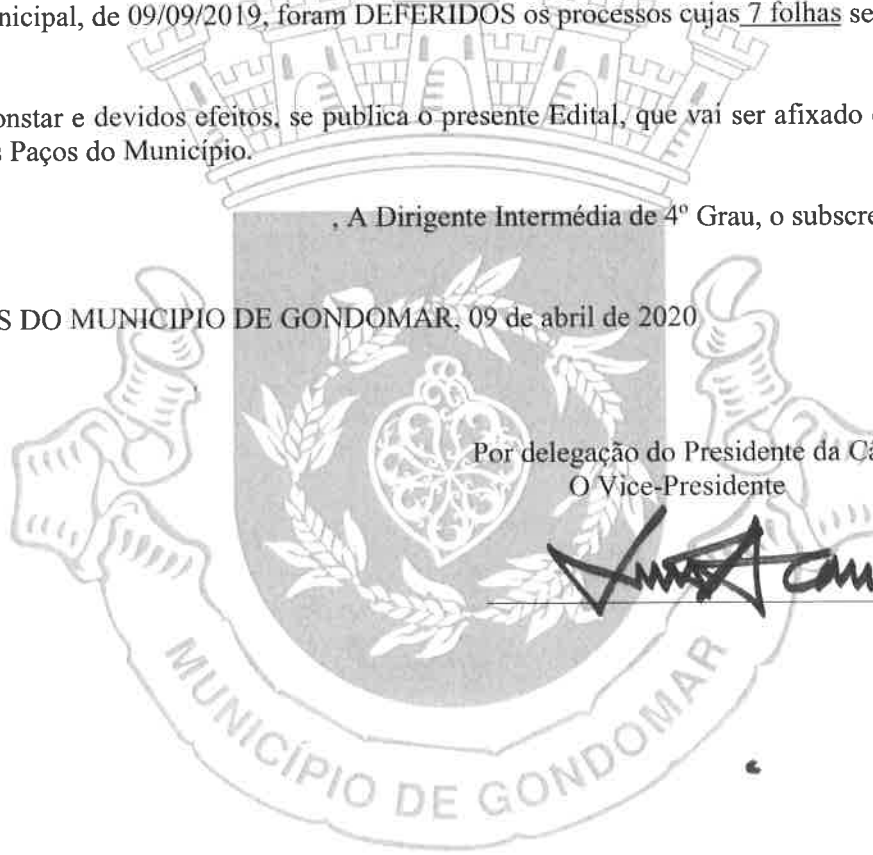 nicipal, de 09/09/2019, foram DEFERIDOS os processos cujas 7 folhas se
onstar e devidos efeitos, se publica o presente Edital, que vai ser afixado
s Paços do Município.
, A Dirigente Intermédia de 4º Grau, o subscre
S DO MUNICIPIO DE GONDOMAR, 09 de abril de 2020
Por delegação do Presidente da Câ
O Vice-Presidente
MUNICÍPIO DE GONDOMAR